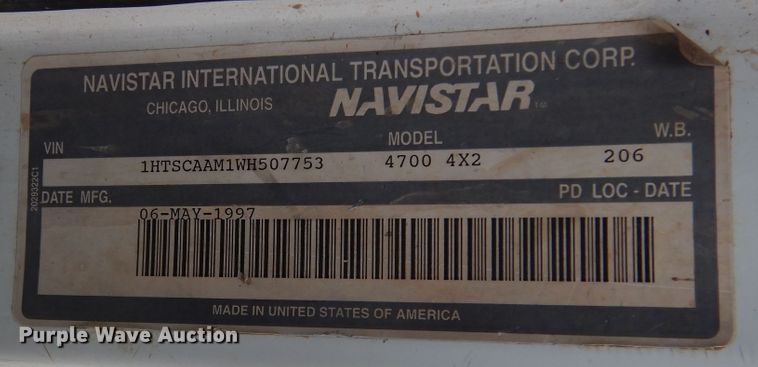 NAVISTAR INTERNATIONAL TRANSPORTATION CORP.
CHICAGO, ILLINOIS NAVISTAR TM
VIN MODEL W.B.
1HTSCAAM1WH507753 4700 4X2 206
DATE MFG. PD LOC - DATE
06-MAY-1997
2029322C1
MADE IN UNITED STATES OF AMERICA
Purple Wave Auction